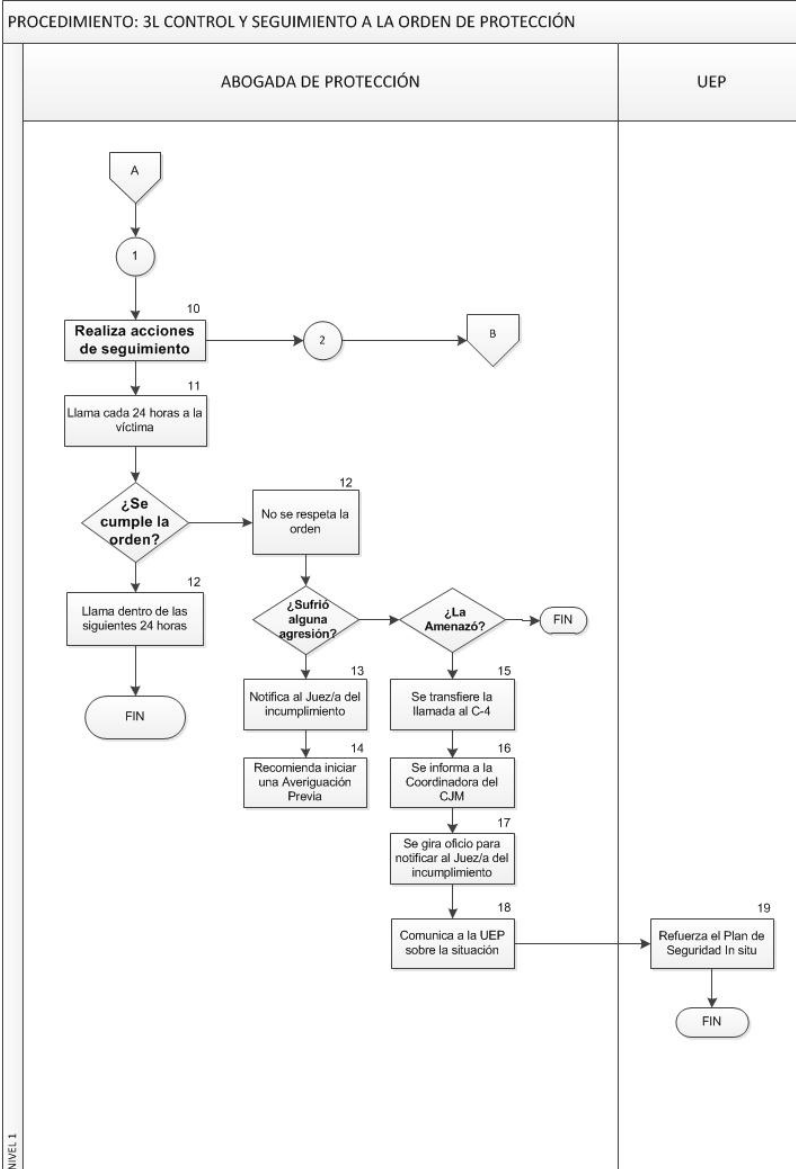 PROCEDIMIENTO: 3L CONTROL Y SEGUIMIENTO A LA ORDEN DE PROTECCIÓN
ABOGADA DE PROTECCIÓN
UEP
A
1
10
Realiza acciones
de seguimiento
2
B
11
Llama cada 24 horas a la
víctima
¿Se
cumple la
orden?
12
No se respeta la
orden
12
Llama dentro de las
siguientes 24 horas
FIN
¿Sufrió
alguna
agresión?
¿La
Amenazó?
FIN
13
Notifica al Juez/a del
incumplimiento
14
Recomienda iniciar
una Averiguación
Previa
15
Se transfiere la
llamada al C-4
16
Se informa a la
Coordinadora del
CJM
17
Se gira oficio para
notificar al Juez/a del
incumplimiento
18
Comunica a la UEP
sobre la situación
19
Refuerza el Plan de
Seguridad In situ
FIN
NIVEL 1